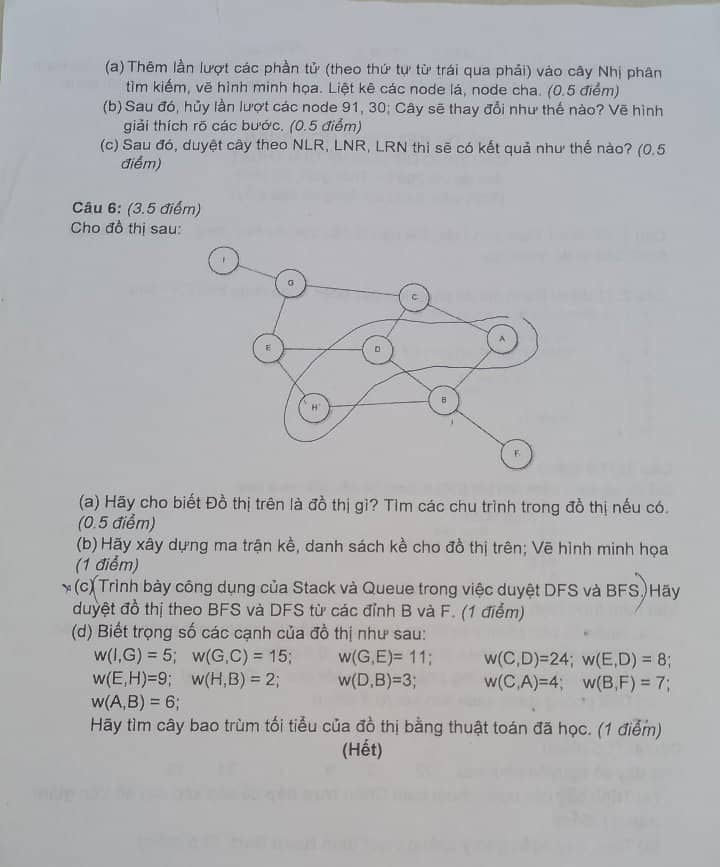 (a) Thêm lần lượt các phần tử (theo thứ tự từ trái qua phải) vào cây Nhị phân
tìm kiếm, vẽ hình minh họa. Liệt kê các node lá, node cha. (0.5 điểm)
(b) Sau đó, hủy lần lượt các node 91, 30; Cây sẽ thay đổi như thế nào? Vẽ hình
giải thích rõ các bước. (0.5 điểm)
(c) Sau đó, duyệt cây theo NLR, LNR, LRN thì sẽ có kết quả như thế nào? (0.5
điểm)
Câu 6: (3.5 điểm)
Cho đồ thị sau:
I
G
C
A
E
D
H
B
F
(a) Hãy cho biết Đồ thị trên là đồ thị gì? Tìm các chu trình trong đồ thị nếu có.
(0.5 điểm)
(b) Hãy xây dựng ma trận kề, danh sách kề cho đồ thị trên; Vẽ hình minh họa
(1 điểm)
(c) Trình bày công dụng của Stack và Queue trong việc duyệt DFS và BFS. Hãy
duyệt đồ thị theo BFS và DFS từ các đỉnh B và F. (1 điểm)
(d) Biết trọng số các cạnh của đồ thị như sau:
w(I,G) = 5; w(G,C) = 15; w(G,E)= 11; w(C,D)=24; w(E,D) = 8;
w(E,H)=9; w(H,B) = 2; w(D,B)=3; w(C,A)=4; w(B,F) = 7;
w(A,B) = 6;
Hãy tìm cây bao trùm tối tiểu của đồ thị bằng thuật toán đã học. (1 điểm)
(Hết)